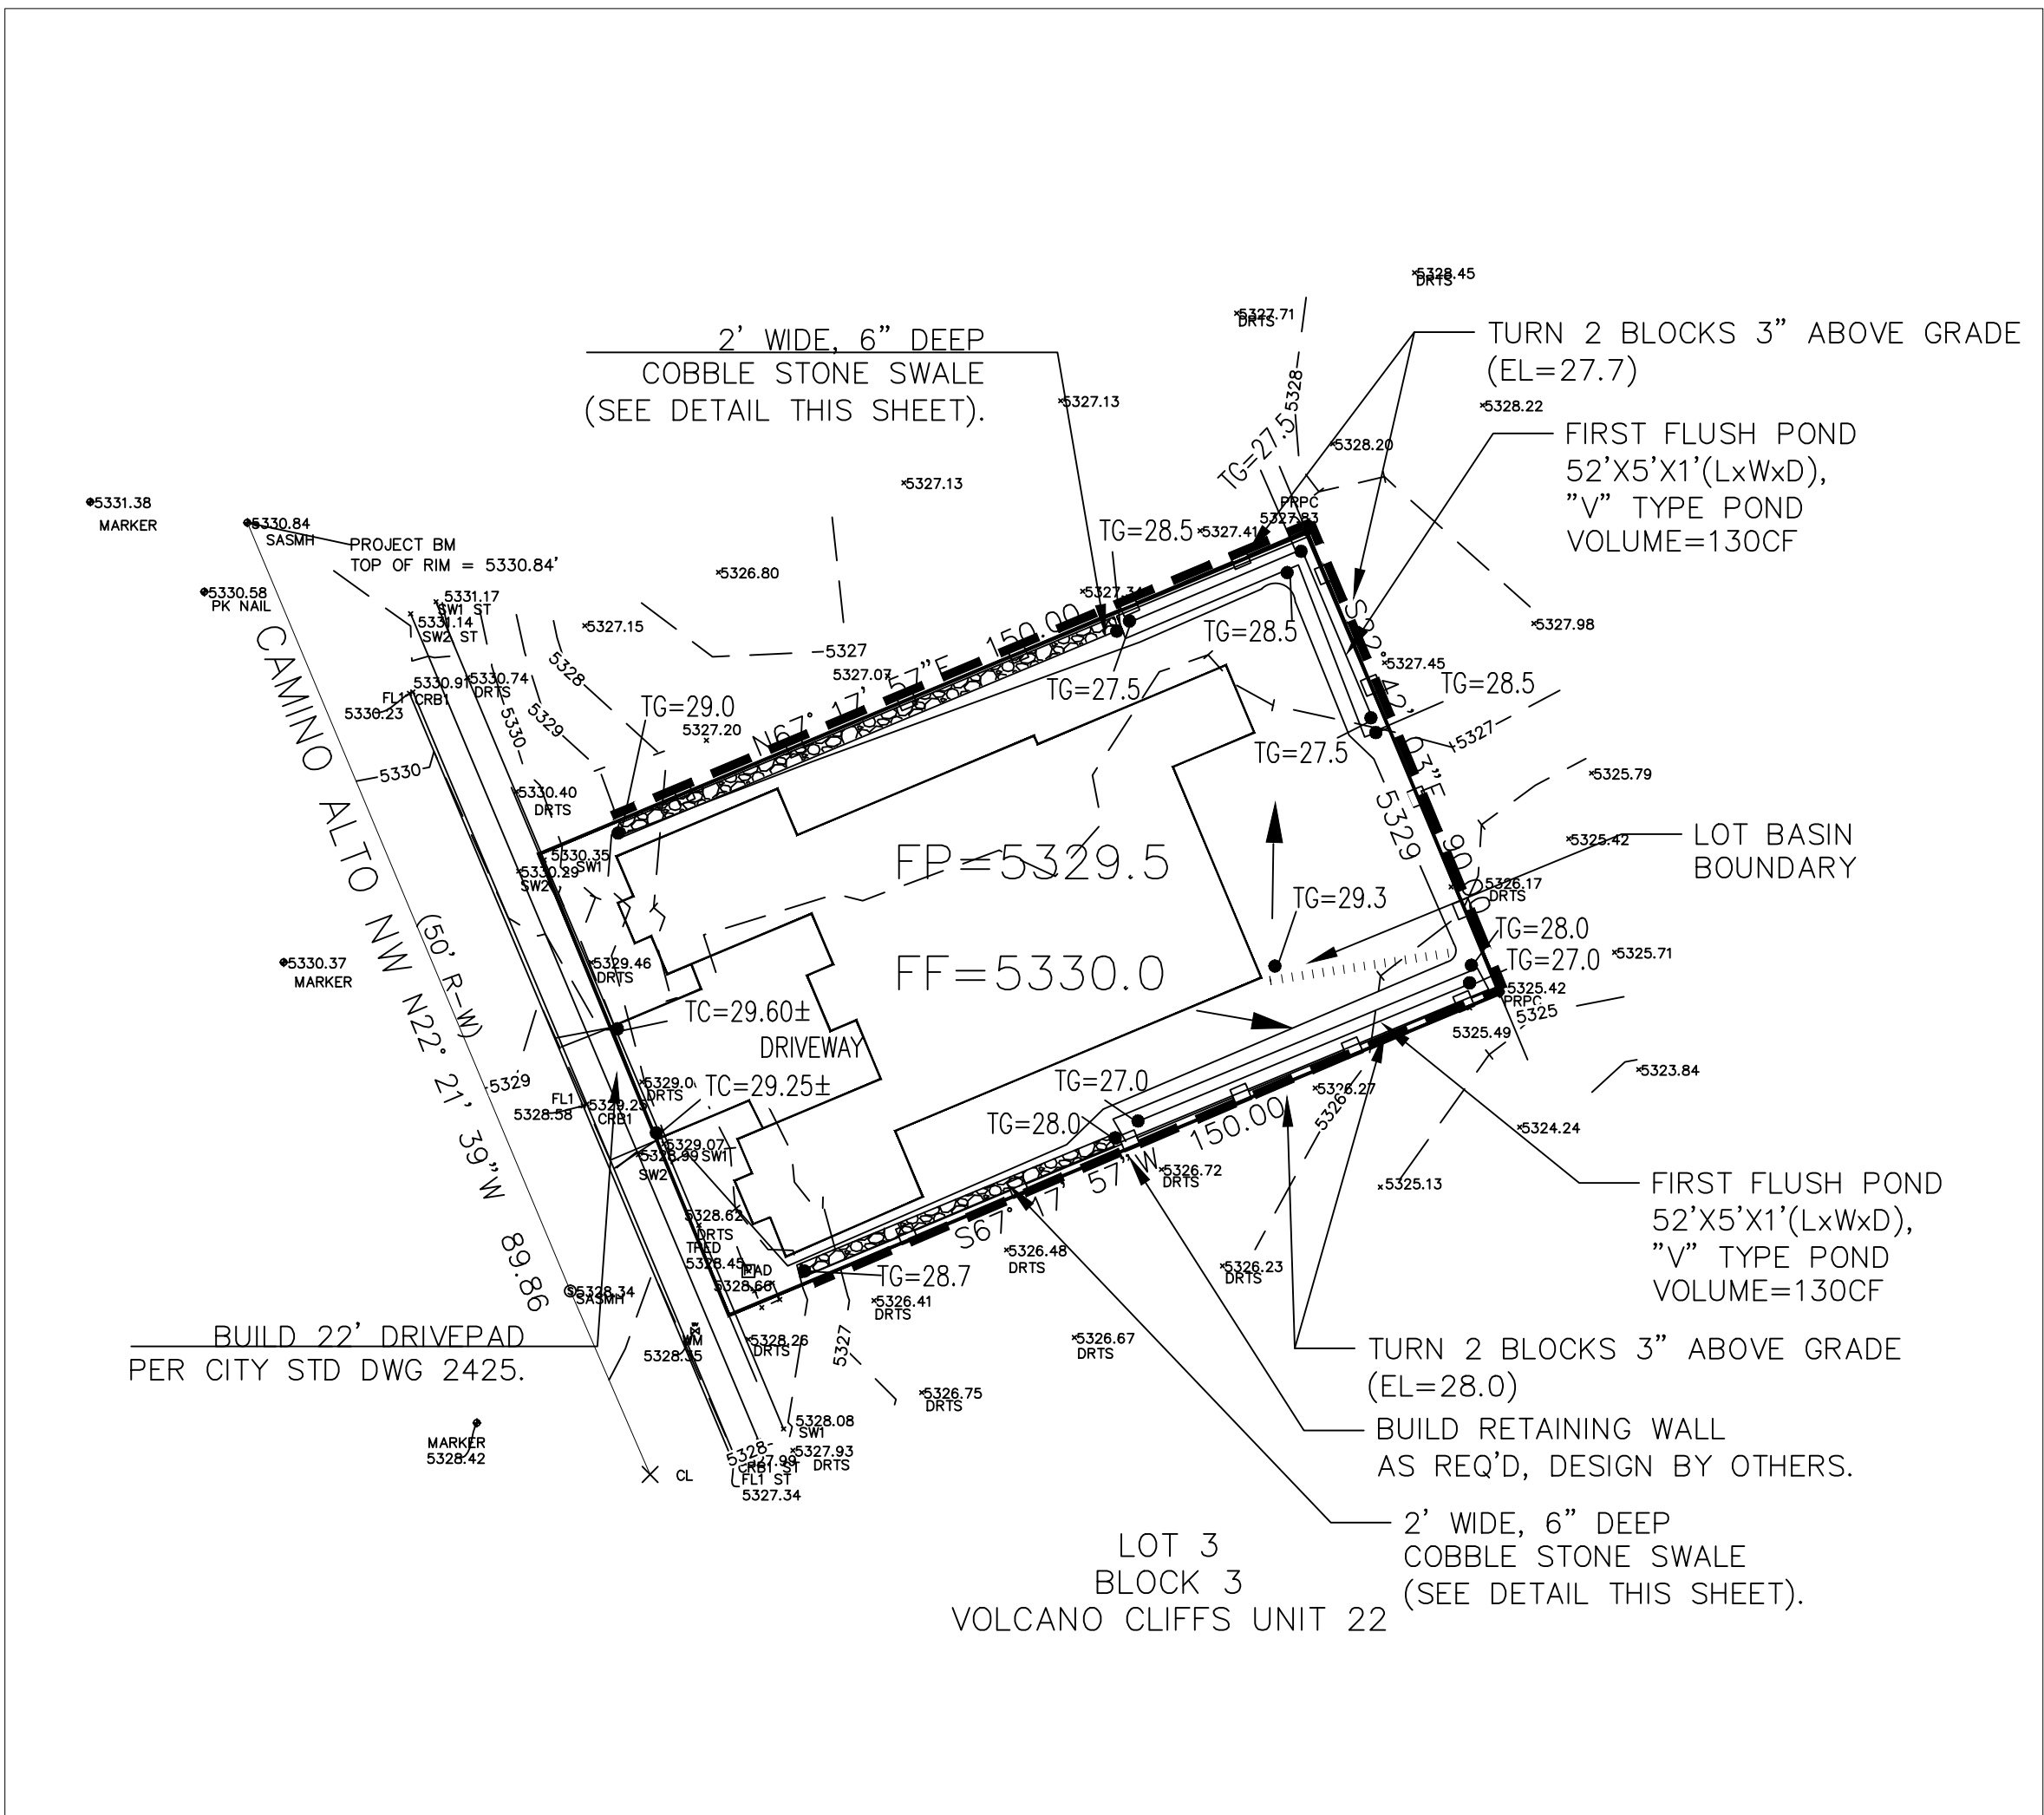 2' WIDE, 6" DEEP
COBBLE STONE SWALE
(SEE DETAIL THIS SHEET).
5328.45
DRTS
5327.71
DRTS
TURN 2 BLOCKS 3" ABOVE GRADE
(EL=27.7)
5328
5327.13
5328.22
5328.20
TG=27.5
FIRST FLUSH POND
52'X5'X1'(LxWxD),
"V" TYPE POND
VOLUME=130CF
5327.13
5331.38
MARKER
5330.84
SASMH
PROJECT BM
TOP OF RIM = 5330.84'
PRPC
5327.83
5327.41
TG=28.5
5330.58
PK NAIL
5326.80
5327.34
5331.17
SW1 ST
5331.14
SW2 ST
5327.15
5327.98
TG=28.5
5327
5327.07
5328
5329
5330
5327.45
TG=28.5
TG=27.5
5330.74
DRTS
5330.91
CRB1
FL1
5330.23
TG=29.0
5327.20
N67° 17' 57"E 150.00
S22° 42' 03"E 90.00
TG=27.5
5327
5330
5325.79
5330.40
DRTS
5329
5325.42
LOT BASIN
BOUNDARY
CAMINO ALTO NW N22° 21' 39"W 89.86
(50' R-W)
5330.35
SW1
5330.29
SW2
FP=5329.5
FF=5330.0
TG=29.3
5326.17
DRTS
TG=28.0
TG=27.0
5325.71
5330.37
MARKER
5329.46
DRTS
5325.42
PRPC
5325
5325.49
TC=29.60±
DRIVEWAY
TC=29.25±
5329
DRTS
FL1
5328.58
5329.25
CRB1
5323.84
TG=27.0
TG=28.0
5326.27
5326
5324.24
5329.07
SW1
5328.99
SW2
S67° 17' 57"W 150.00
5326.72
DRTS
5325.13
FIRST FLUSH POND
52'X5'X1'(LxWxD),
"V" TYPE POND
VOLUME=130CF
5328.62
DRTS
TPED
5328.45
PAD
5328.66
TG=28.7
5326.48
DRTS
5326.23
DRTS
5328.34
SASMH
5326.41
DRTS
BUILD 22' DRIVEPAD
PER CITY STD DWG 2425.
WM
5328.35
5328.26
DRTS
5327
5326.67
DRTS
TURN 2 BLOCKS 3" ABOVE GRADE
(EL=28.0)
5326.75
DRTS
BUILD RETAINING WALL
AS REQ'D, DESIGN BY OTHERS.
MARKER
5328.42
5328.08
SW1
5328
5327.93
DRTS
CRB1 ST
FL1 ST
5327.34
CL
2' WIDE, 6" DEEP
COBBLE STONE SWALE
(SEE DETAIL THIS SHEET).
LOT 3
BLOCK 3
VOLCANO CLIFFS UNIT 22